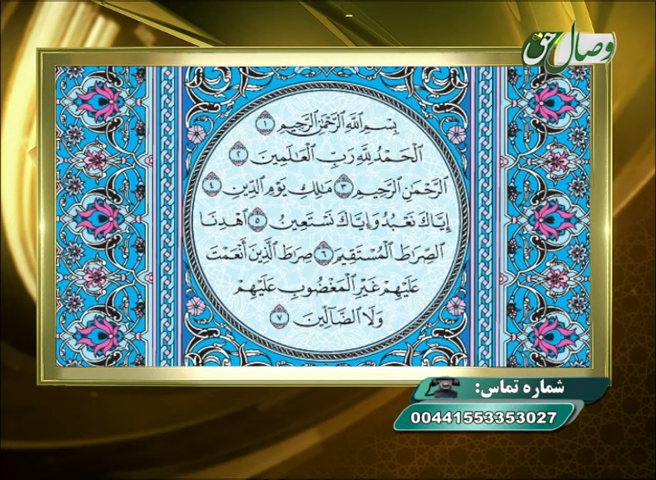 وصال حق
بِسْمِ ٱللَّهِ ٱلرَّحْمَٰنِ ٱلرَّحِيمِ ١
ٱلْحَمْدُ لِلَّهِ رَبِّ ٱلْعَٰلَمِينَ ٢
ٱلرَّحْمَٰنِ ٱلرَّحِيمِ ٣ مَٰلِكِ يَوْمِ ٱلدِّينِ ٤
إِيَّاكَ نَعْبُدُ وَإِيَّاكَ نَسْتَعِينُ ٥ ٱهْدِنَا
ٱلصِّرَٰطَ ٱلْمُسْتَقِيمَ ٦ صِرَٰطَ ٱلَّذِينَ أَنْعَمْتَ
عَلَيْهِمْ غَيْرِ ٱلْمَغْضُوبِ عَلَيْهِمْ
وَلَا ٱلضَّآلِّينَ ٧
شماره تماس:
00441553353027